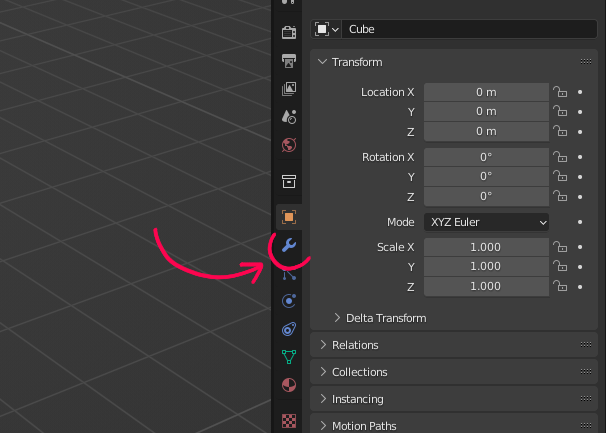 Cube
Transform
Location X 0 m
Y 0 m
Z 0 m
Rotation X 0°
Y 0°
Z 0°
Mode XYZ Euler
Scale X 1.000
Y 1.000
Z 1.000
Delta Transform
Relations
Collections
Instancing
Motion Paths